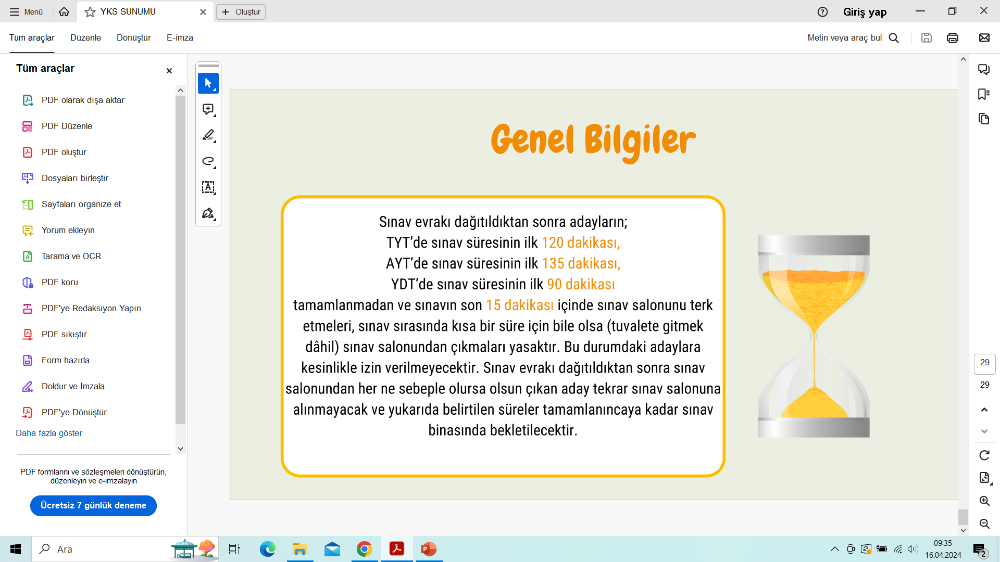 Menü
YKS SUNUMU
Oluştur
Giriş yap
Tüm araçlar
Düzenle
Dönüştür
E-imza
Metin veya araç bul
Tüm araçlar
PDF olarak dışa aktar
PDF Düzenle
PDF oluştur
Dosyaları birleştir
Sayfaları organize et
Yorum ekleyin
Tarama ve OCR
PDF koru
PDF'ye Redaksiyon Yapın
PDF sıkıştır
Form hazırla
Doldur ve İmzala
PDF'ye Dönüştür
Daha fazla göster
PDF formlarını ve sözleşmeleri dönüştürün,
düzenleyin ve e-imzalayın
Ücretsiz 7 günlük deneme
Genel Bilgiler
Sınav evrakı dağıtıldıktan sonra adayların;
TYT’de sınav süresinin ilk 120 dakikası,
AYT’de sınav süresinin ilk 135 dakikası,
YDT’de sınav süresinin ilk 90 dakikası
tamamlanmadan ve sınavın son 15 dakikası içinde sınav salonunu terk
etmeleri, sınav sırasında kısa bir süre için bile olsa (tuvalete gitmek
dâhil) sınav salonundan çıkmaları yasaktır. Bu durumdaki adaylara
kesinlikle izin verilmeyecektir. Sınav evrakı dağıtıldıktan sonra sınav
salonundan her ne sebeple olursa olsun çıkan aday tekrar sınav salonuna
alınmayacak ve yukarıda belirtilen süreler tamamlanıncaya kadar sınav
binasında bekletilecektir.
29
29
Ara
09:35
16.04.2024
2